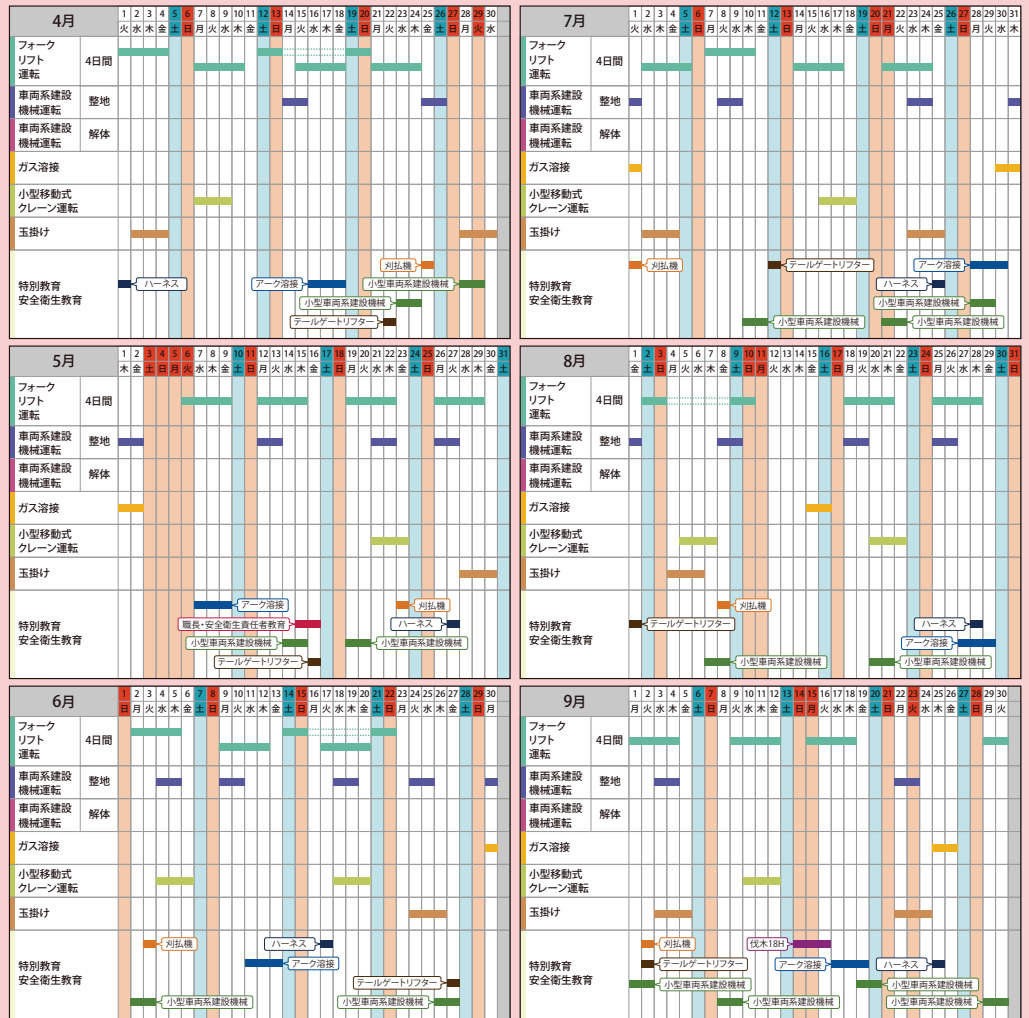 4月
1 2 3 4 5 6 7 8 9 10 11 12 13 14 15 16 17 18 19 20 21 22 23 24 25 26 27 28 29 30
火 水 木 金 土 日 月 火 水 木 金 土 日 月 火 水 木 金 土 日 月 火 水 木 金 土 日 月 火 水
フォーク
リフト
運転
4日間
車両系建設
機械運転
整地
車両系建設
機械運転
解体
ガス溶接
小型移動式
クレーン運転
玉掛け
特別教育
安全衛生教育
刈払機
ハーネス
アーク溶接
小型車両系建設機械
小型車両系建設機械
テールゲートリフター
7月
1 2 3 4 5 6 7 8 9 10 11 12 13 14 15 16 17 18 19 20 21 22 23 24 25 26 27 28 29 30 31
火 水 木 金 土 日 月 火 水 木 金 土 日 月 火 水 木 金 土 日 月 火 水 木 金 土 日 月 火 水 木
フォーク
リフト
運転
4日間
車両系建設
機械運転
整地
車両系建設
機械運転
解体
ガス溶接
小型移動式
クレーン運転
玉掛け
特別教育
安全衛生教育
刈払機
テールゲートリフター
アーク溶接
ハーネス
小型車両系建設機械
小型車両系建設機械
小型車両系建設機械
5月
1 2 3 4 5 6 7 8 9 10 11 12 13 14 15 16 17 18 19 20 21 22 23 24 25 26 27 28 29 30 31
木 金 土 日 月 火 水 木 金 土 日 月 火 水 木 金 土 日 月 火 水 木 金 土 日 月 火 水 木 金 土
フォーク
リフト
運転
4日間
車両系建設
機械運転
整地
車両系建設
機械運転
解体
ガス溶接
小型移動式
クレーン運転
玉掛け
特別教育
安全衛生教育
アーク溶接
刈払機
職長・安全衛生責任者教育
ハーネス
小型車両系建設機械
小型車両系建設機械
テールゲートリフター
8月
1 2 3 4 5 6 7 8 9 10 11 12 13 14 15 16 17 18 19 20 21 22 23 24 25 26 27 28 29 30 31
金 土 日 月 火 水 木 金 土 日 月 火 水 木 金 土 日 月 火 水 木 金 土 日 月 火 水 木 金 土 日
フォーク
リフト
運転
4日間
車両系建設
機械運転
整地
車両系建設
機械運転
解体
ガス溶接
小型移動式
クレーン運転
玉掛け
特別教育
安全衛生教育
刈払機
テールゲートリフター
ハーネス
アーク溶接
小型車両系建設機械
小型車両系建設機械
6月
1 2 3 4 5 6 7 8 9 10 11 12 13 14 15 16 17 18 19 20 21 22 23 24 25 26 27 28 29 30
日 月 火 水 木 金 土 日 月 火 水 木 金 土 日 月 火 水 木 金 土 日 月 火 水 木 金 土 日 月
フォーク
リフト
運転
4日間
車両系建設
機械運転
整地
車両系建設
機械運転
解体
ガス溶接
小型移動式
クレーン運転
玉掛け
特別教育
安全衛生教育
刈払機
ハーネス
アーク溶接
テールゲートリフター
小型車両系建設機械
小型車両系建設機械
9月
1 2 3 4 5 6 7 8 9 10 11 12 13 14 15 16 17 18 19 20 21 22 23 24 25 26 27 28 29 30
月 火 水 木 金 土 日 月 火 水 木 金 土 日 月 火 水 木 金 土 日 月 火 水 木 金 土 日 月 火
フォーク
リフト
運転
4日間
車両系建設
機械運転
整地
車両系建設
機械運転
解体
ガス溶接
小型移動式
クレーン運転
玉掛け
特別教育
安全衛生教育
刈払機
伐木18H
テールゲートリフター
アーク溶接
ハーネス
小型車両系建設機械
小型車両系建設機械
小型車両系建設機械
小型車両系建設機械